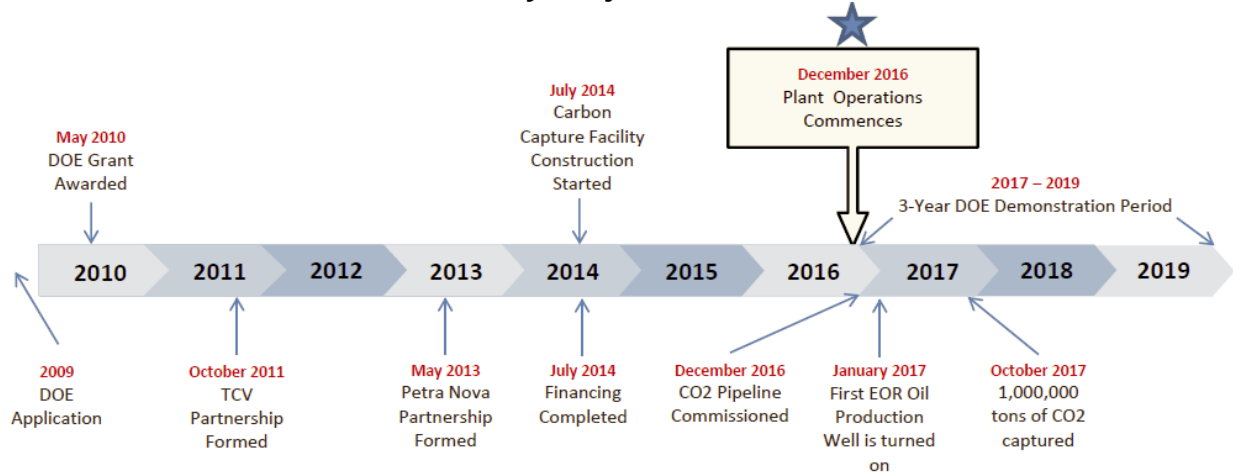 December 2016
Plant Operations
Commences
July 2014
Carbon
Capture Facility
Construction
Started
May 2010
DOE Grant
Awarded
2017 – 2019
3-Year DOE Demonstration Period
2010
2011
2012
2013
2014
2015
2016
2017
2018
2019
2009
DOE
Application
October 2011
TCV
Partnership
Formed
May 2013
Petra Nova
Partnership
Formed
July 2014
Financing
Completed
December 2016
CO2 Pipeline
Commissioned
January 2017
First EOR Oil
Production
Well is turned
on
October 2017
1,000,000
tons of CO2
captured